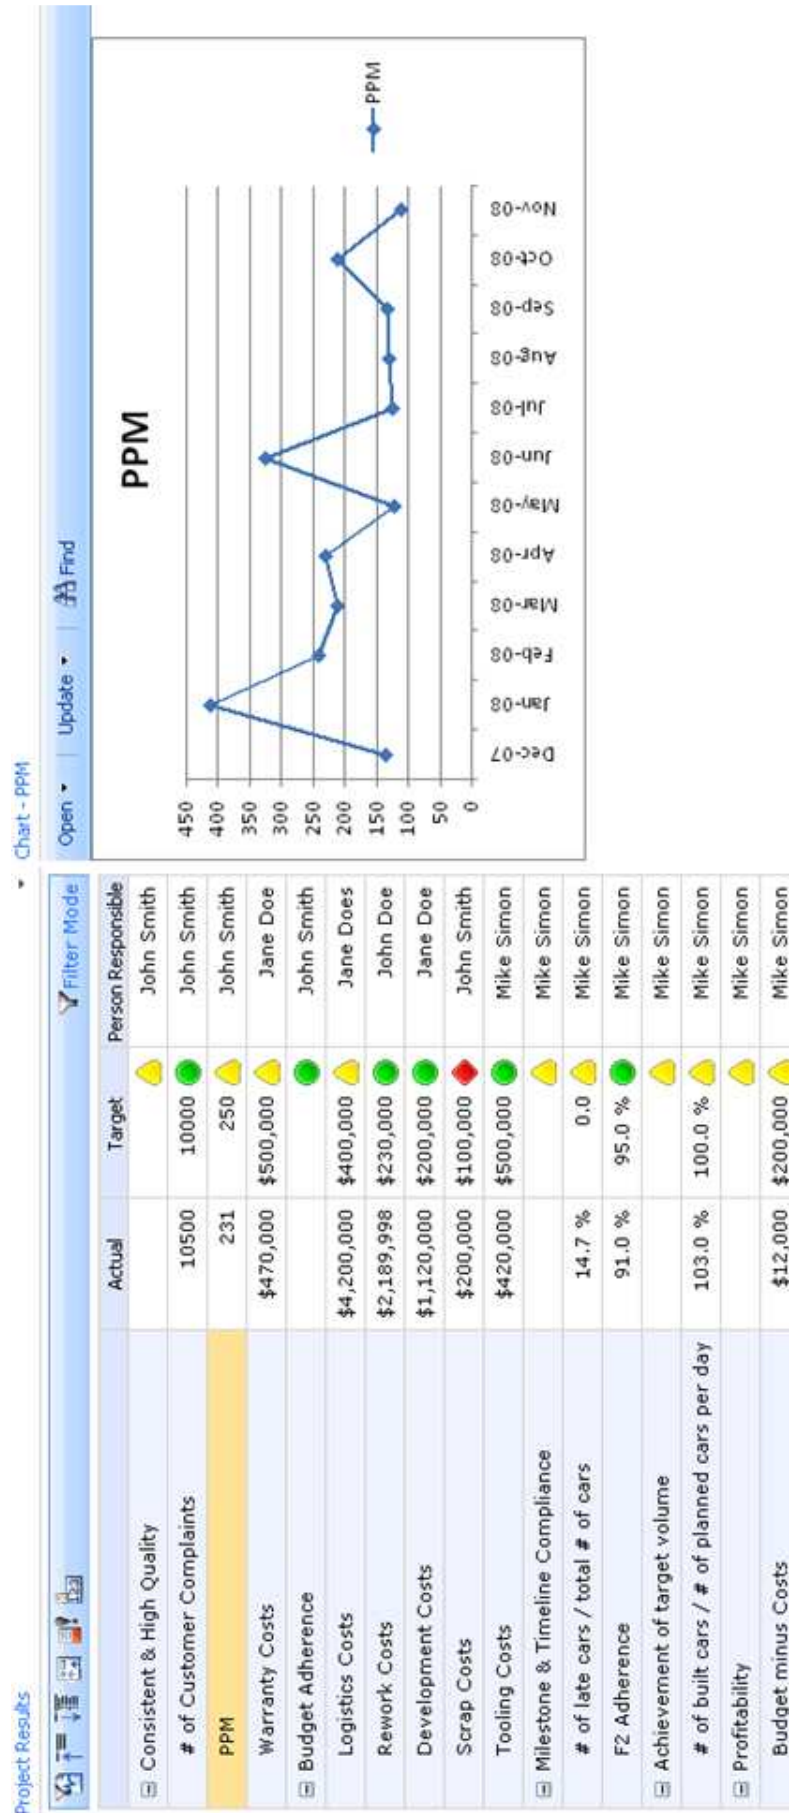 Project Results
Filter Mode
Actual Target Person Responsible
Consistent & High Quality John Smith
# of Customer Complaints 10500 10000 John Smith
PPM 231 250 John Smith
Warranty Costs $470,000 $500,000 Jane Doe
Budget Adherence John Smith
Logistics Costs $4,200,000 $400,000 Jane Does
Rework Costs $2,189,998 $230,000 John Doe
Development Costs $1,120,000 $200,000 Jane Doe
Scrap Costs $200,000 $100,000 John Smith
Tooling Costs $420,000 $500,000 Mike Simon
Milestone & Timeline Compliance Mike Simon
# of late cars / total # of cars 14.7 % 0.0 Mike Simon
F2 Adherence 91.0 % 95.0 % Mike Simon
Achievement of target volume Mike Simon
# of built cars / # of planned cars per day 103.0 % 100.0 % Mike Simon
Profitability Mike Simon
Budget minus Costs $12,000 $200,000 Mike Simon
Chart - PPM
Open Update Find
PPM
450
400
350
300
250
200
150
100
50
0
Dec-07 Jan-08 Feb-08 Mar-08 Apr-08 May-08 Jun-08 Jul-08 Aug-08 Sep-08 Oct-08 Nov-08
PPM